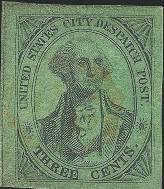 UNITED STATES CITY DESPATCH POST.
THREE CENTS.